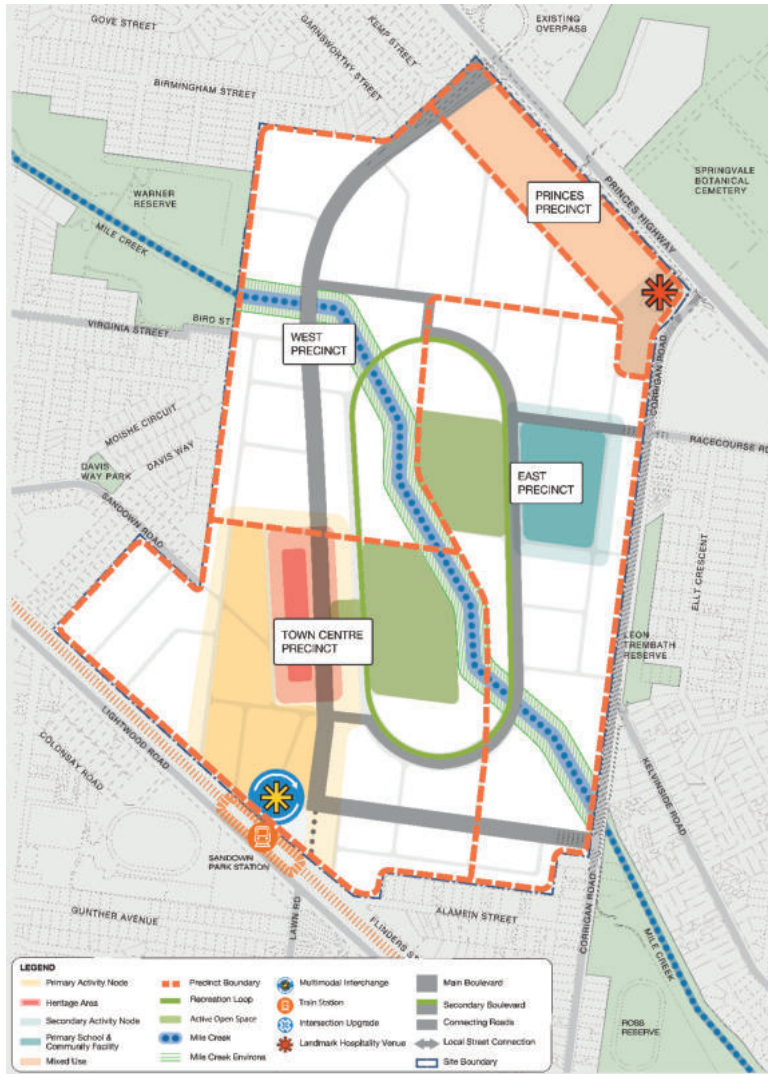 GOVE STREET
KEMP STREET
GARNSWORTHY STREET
EXISTING
OVERPASS
BIRMINGHAM STREET
WARNER
RESERVE
MILE CREEK
PRINCES
PRECINCT
PRINCES HIGHWAY
SPRINGVALE
BOTANICAL
CEMETERY
BIRD ST
VIRGINIA STREET
WEST
PRECINCT
CORRIGAN ROAD
MOISHE CIRCUIT
DAVIS WAY
DAVIS
WAY PARK
SANDOWN ROAD
RACECOURSE RD
EAST
PRECINCT
ELLT CRESCENT
TOWN CENTRE
PRECINCT
LEON
TREMBATH
RESERVE
LIGHTWOOD ROAD
COLONSAY ROAD
KELVINSIDE ROAD
SANDOWN
PARK STATION
GUNTHER AVENUE
LAWN RD
FLINDERS S
ALAMEIN STREET
CORRIGAN ROAD
MILE CREEK
ROSS
RESERVE
LEGEND
Primary Activity Node
Heritage Area
Secondary Activity Node
Primary School &
Community Facility
Mixed Use
Precinct Boundary
Recreation Loop
Active Open Space
Mile Creek
Mile Creek Environs
Multimodal Interchange
Train Station
Intersection Upgrade
Landmark Hospitality Venue
Main Boulevard
Secondary Boulevard
Connecting Roads
Local Street Connection
Site Boundary